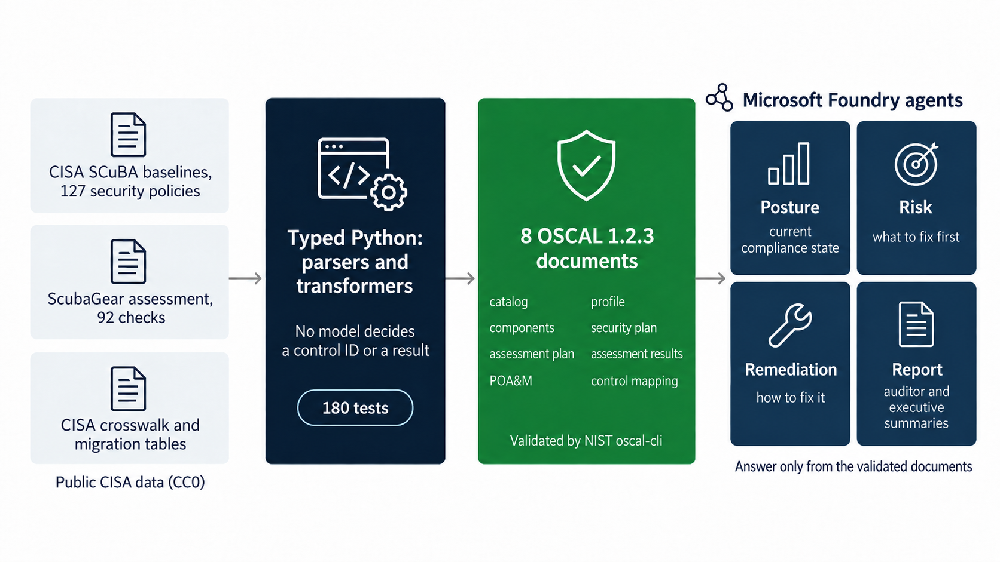 CISA SCuBA baselines,
127 security policies
ScubaGear assessment,
92 checks
CISA crosswalk and
migration tables
Public CISA data (CC0)
</>
Typed Python:
parsers and
transformers
No model decides
a control ID or a result
180 tests
8 OSCAL 1.2.3
documents
catalog
profile
components
security plan
assessment plan
assessment results
POA&M
control mapping
Validated by NIST oscal-cli
Microsoft Foundry agents
Posture
current
compliance state
Risk
what to fix first
Remediation
how to fix it
Report
auditor and
executive
summaries
Answer only from the validated documents